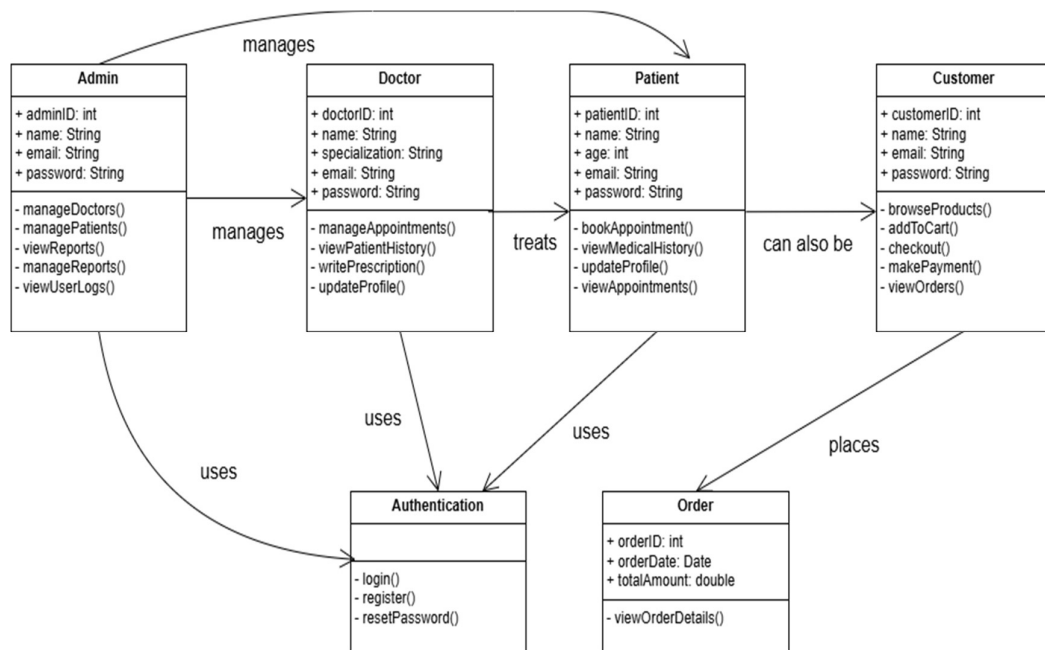 manages
Admin
+ adminID: int
+ name: String
+ email: String
+ password: String
- manageDoctors()
- managePatients()
- viewReports()
- manageReports()
- viewUserLogs()
manages
Doctor
+ doctorID: int
+ name: String
+ specialization: String
+ email: String
+ password: String
- manageAppointments()
- viewPatientHistory()
- writePrescription()
- updateProfile()
treats
Patient
+ patientID: int
+ name: String
+ age: int
+ email: String
+ password: String
- bookAppointment()
- viewMedicalHistory()
- updateProfile()
- viewAppointments()
can also be
Customer
+ customerID: int
+ name: String
+ email: String
+ password: String
- browseProducts()
- addToCart()
- checkout()
- makePayment()
- viewOrders()
uses
uses
uses
places
Authentication
- login()
- register()
- resetPassword()
Order
+ orderID: int
+ orderDate: Date
+ totalAmount: double
- viewOrderDetails()